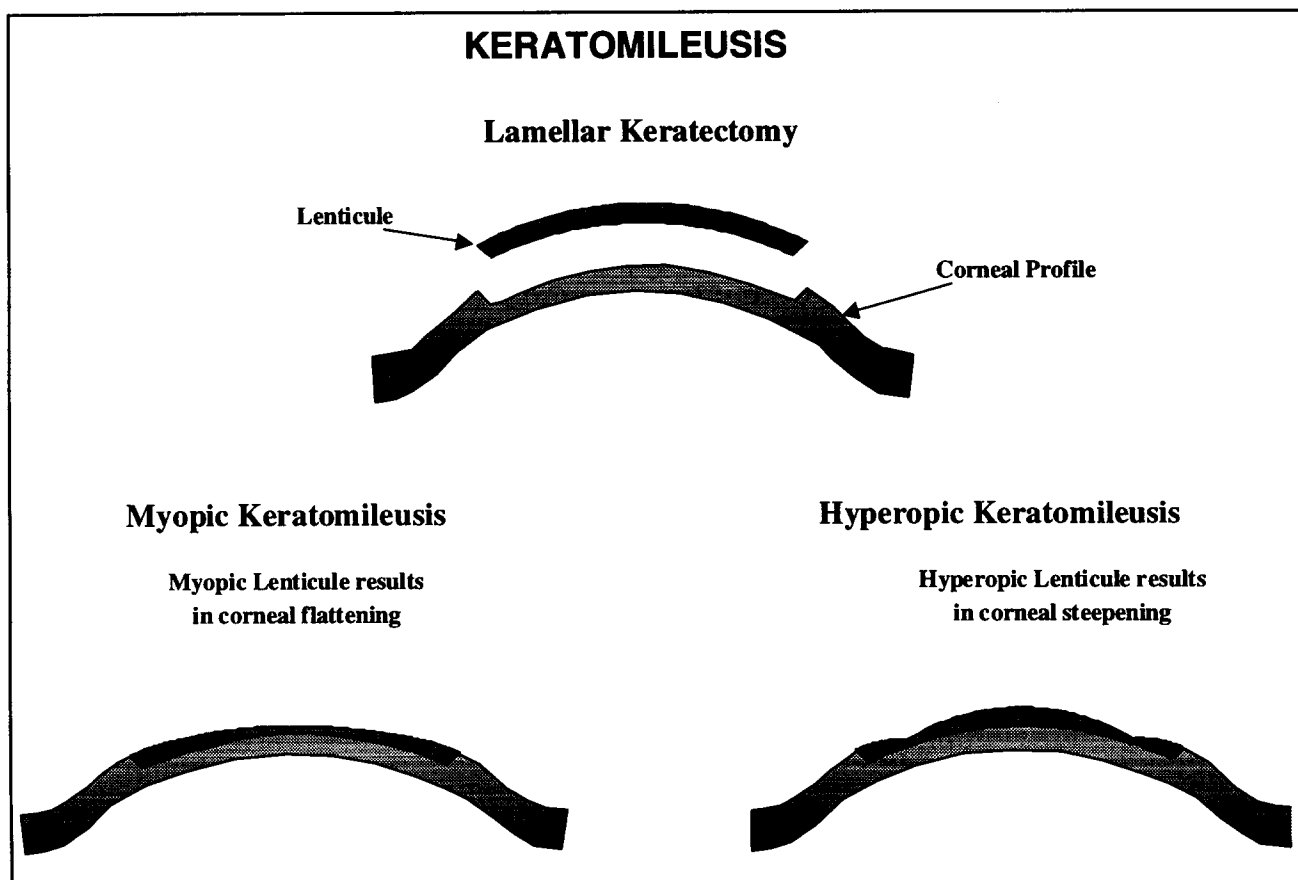 KERATOMILEUSIS
Lamellar Keratectomy
Lenticule
Corneal Profile
Myopic Keratomileusis
Myopic Lenticule results
in corneal flattening
Hyperopic Keratomileusis
Hyperopic Lenticule results
in corneal steepening